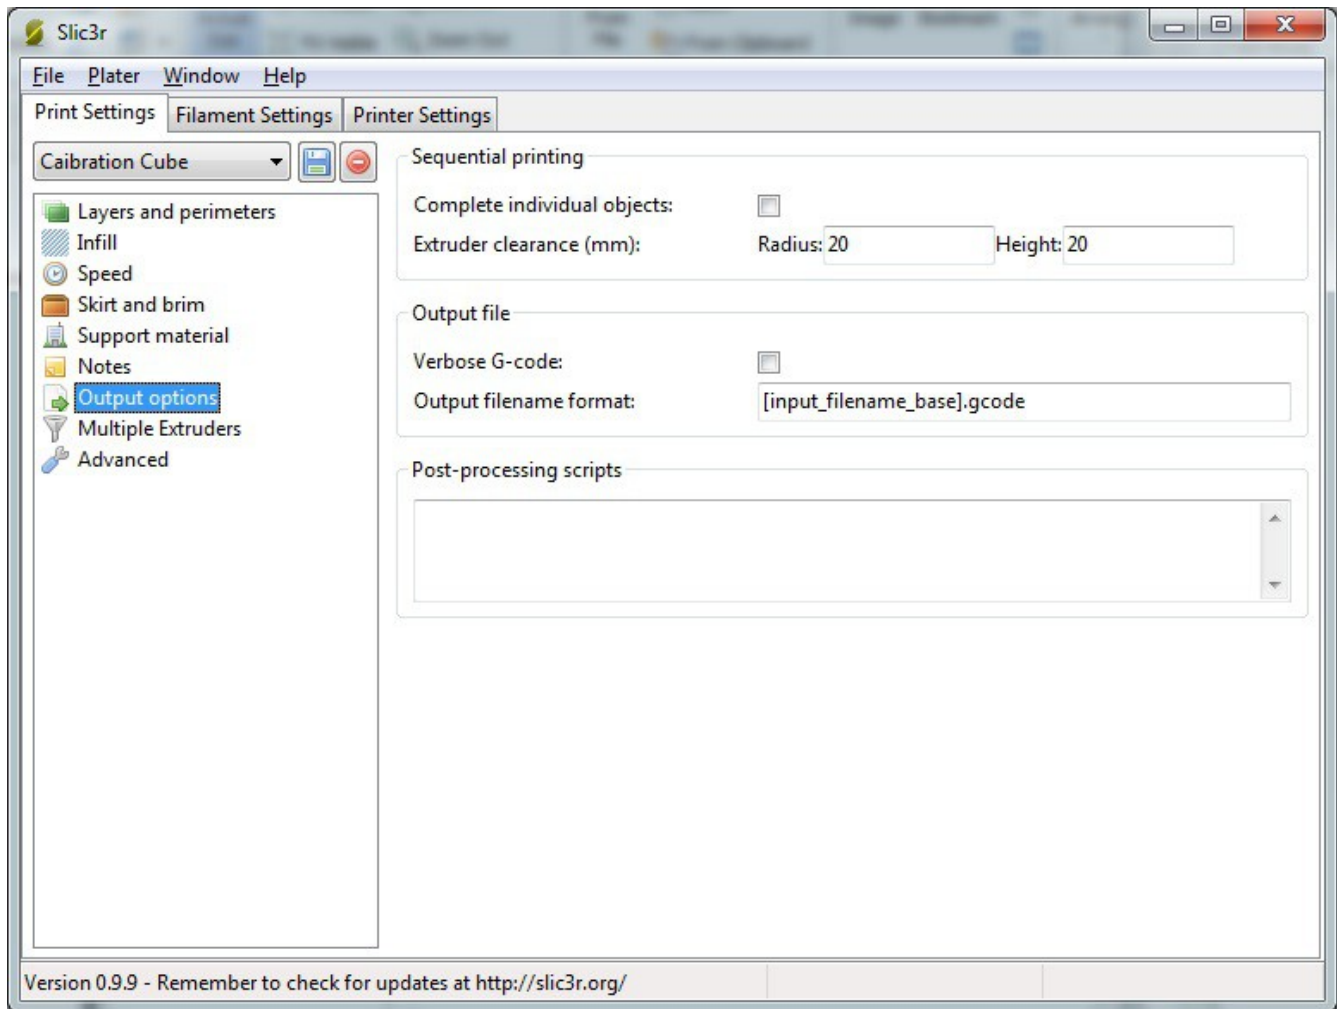 Slic3r
File Plater Window Help
Print Settings Filament Settings Printer Settings
Caibration Cube
Layers and perimeters
Infill
Speed
Skirt and brim
Support material
Notes
Output options
Multiple Extruders
Advanced
Sequential printing
Complete individual objects:
Extruder clearance (mm): Radius: 20 Height: 20
Output file
Verbose G-code:
Output filename format: [input_filename_base].gcode
Post-processing scripts
Version 0.9.9 - Remember to check for updates at http://slic3r.org/